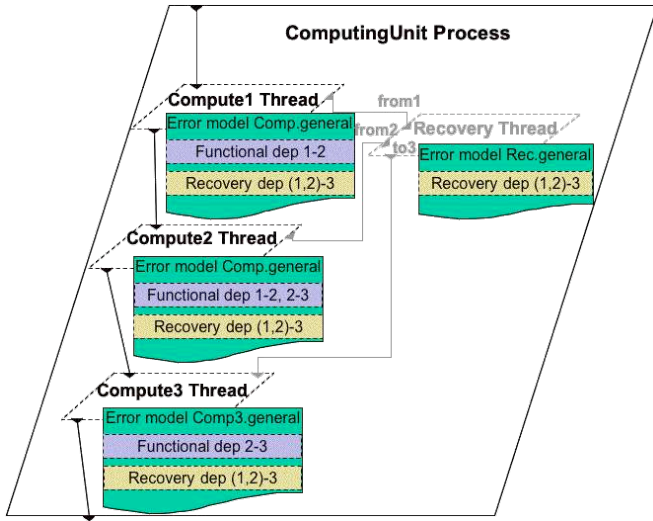 ComputingUnit Process
Compute1 Thread
from1
Error model Comp.general
Functional dep 1-2
Recovery dep (1,2)-3
from2
Recovery Thread
to3
Error model Rec.general
Recovery dep (1,2)-3
Compute2 Thread
Error model Comp.general
Functional dep 1-2, 2-3
Recovery dep (1,2)-3
Compute3 Thread
Error model Comp3.general
Functional dep 2-3
Recovery dep (1,2)-3